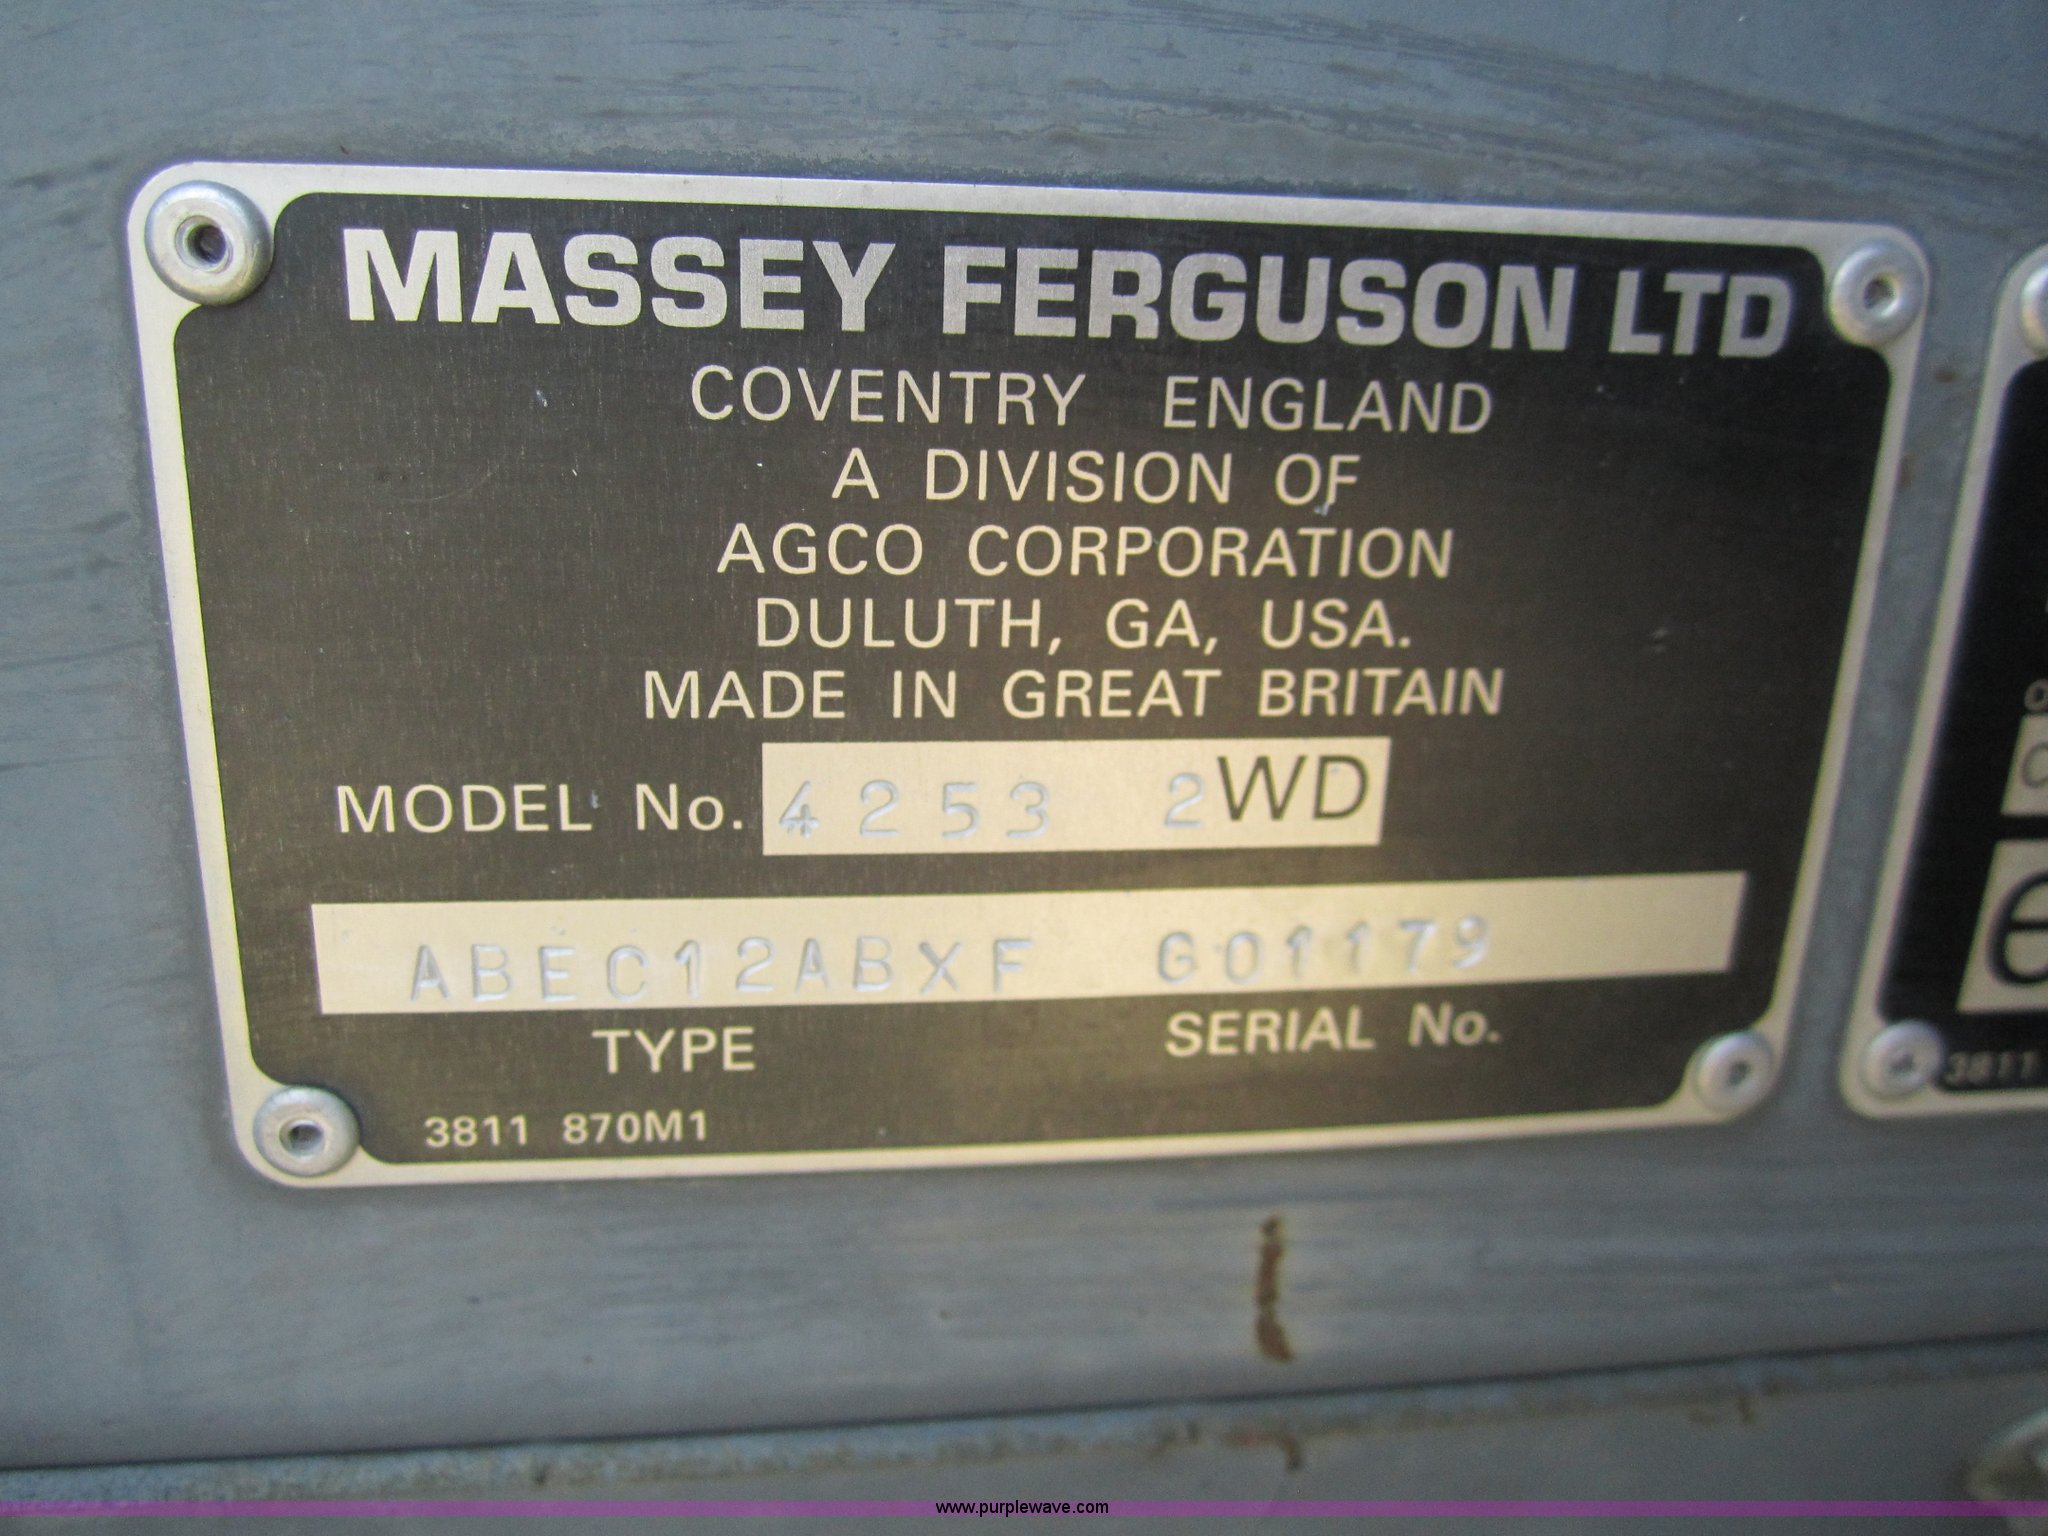 MASSEY FERGUSON LTD
COVENTRY ENGLAND
A DIVISION OF
AGCO CORPORATION
DULUTH, GA, USA.
MADE IN GREAT BRITAIN
MODEL No. 4253 2WD
ABEC12ABXF G01179
TYPE SERIAL No.
3811 870M1
3811
www.purplewave.com